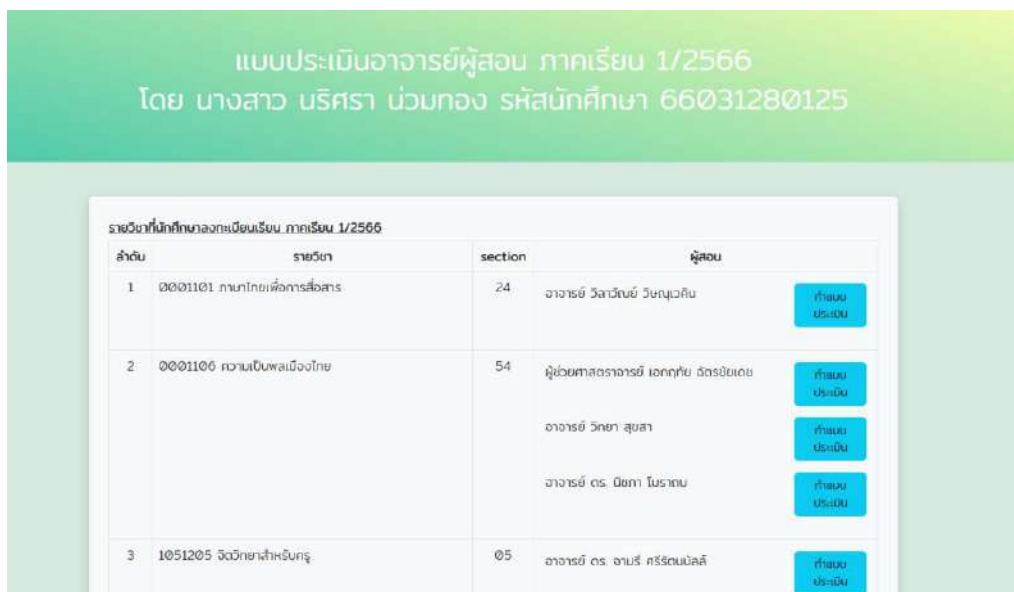 แบบประเมินอาจารย์ผู้สอน ภาคเรียน 1/2566
โดย นางสาว นริศรา น่วมทอง รหัสนักศึกษา 66031280125
รายวิชาที่นักศึกษาลงทะเบียนเรียน ภาคเรียน 1/2566
ลำดับ รายวิชา section ผู้สอน
1 0001101 ภาษาไทยเพื่อการสื่อสาร 24 อาจารย์ วิลาวัณย์ วิษณุเวคิน
ทำแบบ
ประเมิน
2 0001106 ความเป็นพลเมืองไทย 54 ผู้ช่วยศาสตราจารย์ เอกฤทัย ฉัตรชัยเดช
ทำแบบ
ประเมิน
อาจารย์ วิทยา สุขสา
ทำแบบ
ประเมิน
อาจารย์ ดร. นิชภา โมราถบ
ทำแบบ
ประเมิน
3 1051205 จิตวิทยาสำหรับครู 05 อาจารย์ ดร. อามรี ศรีรัตนบัลล์
ทำแบบ
ประเมิน